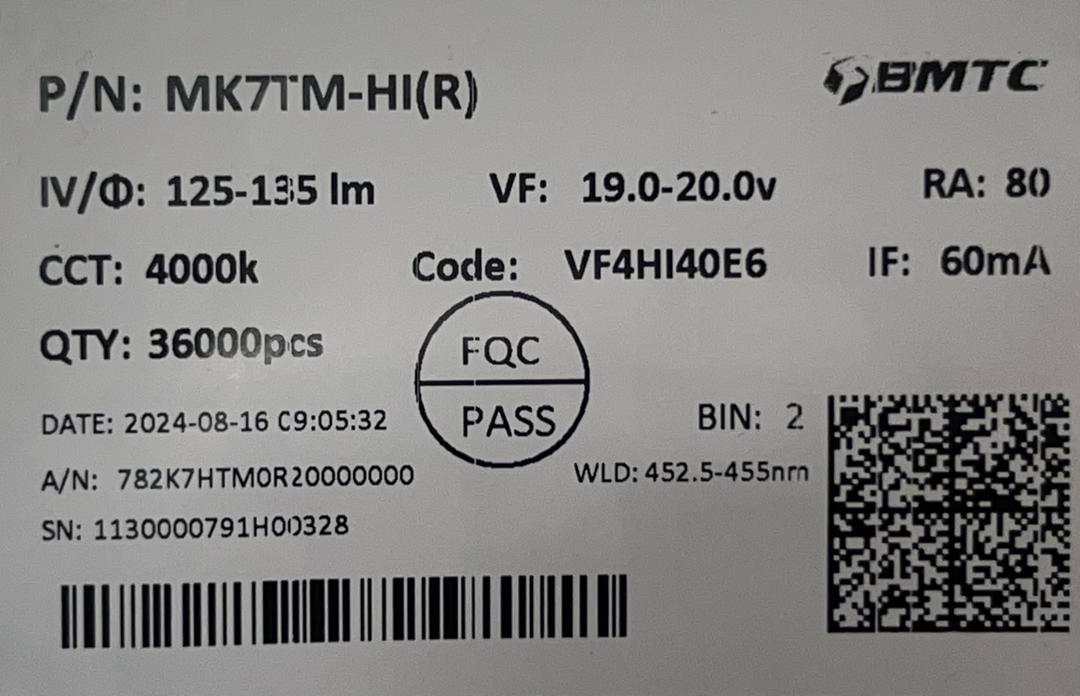 P/N: MK7TM-HI(R)
BMTC
IV/Φ: 125-135 lm VF: 19.0-20.0v RA: 80
CCT: 4000k Code: VF4HI40E6 IF: 60mA
QTY: 36000pcs
FQC
PASS
DATE: 2024-08-16 09:05:32
BIN: 2
A/N: 782K7HTM0R20000000
WLD: 452.5-455nm
SN: 1130000791H00328